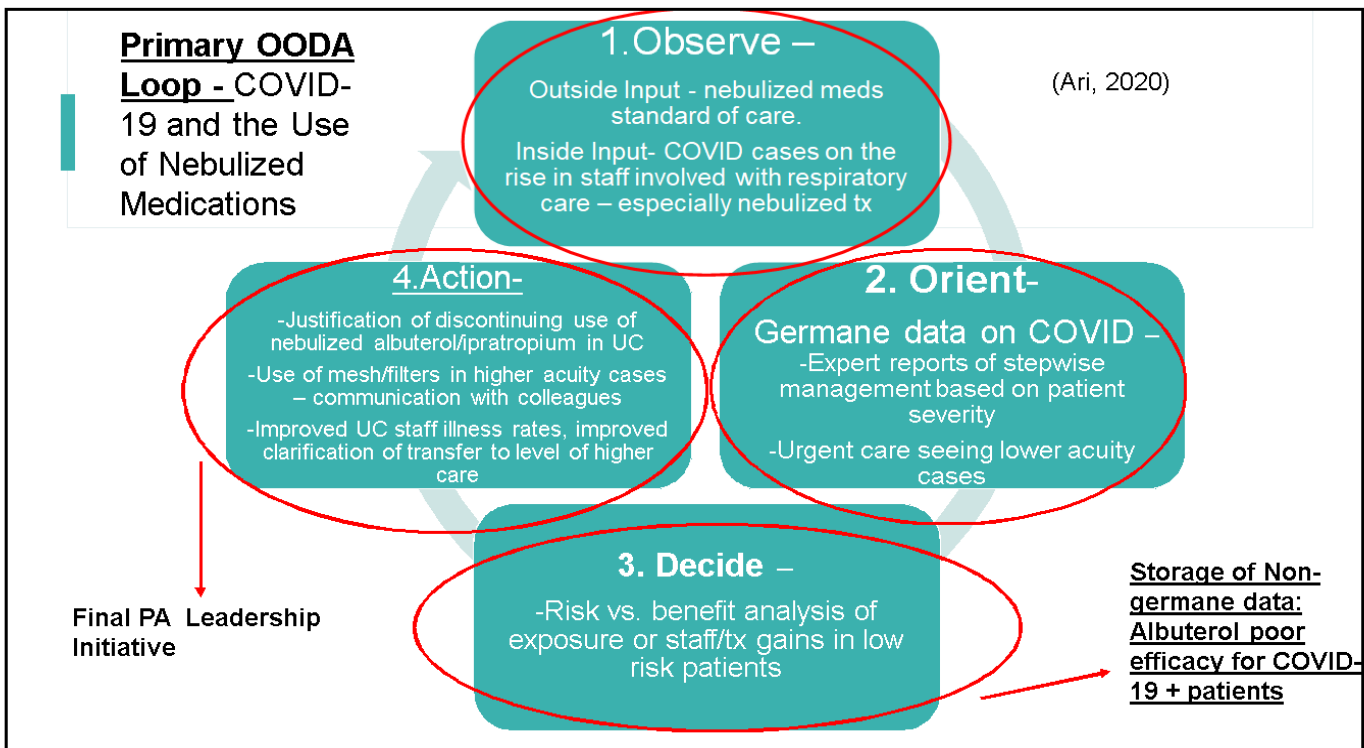 Primary OODA
Loop - COVID-
19 and the Use
of Nebulized
Medications
1.Observe –
Outside Input - nebulized meds
standard of care.
Inside Input- COVID cases on the
rise in staff involved with respiratory
care – especially nebulized tx
(Ari, 2020)
2. Orient-
Germane data on COVID –
-Expert reports of stepwise
management based on patient
severity
-Urgent care seeing lower acuity
cases
3. Decide –
-Risk vs. benefit analysis of
exposure or staff/tx gains in low
risk patients
Storage of Non-
germane data:
Albuterol poor
efficacy for COVID-
19 + patients
4.Action-
-Justification of discontinuing use of
nebulized albuterol/ipratropium in UC
-Use of mesh/filters in higher acuity cases
– communication with colleagues
-Improved UC staff illness rates, improved
clarification of transfer to level of higher
care
Final PA Leadership
Initiative